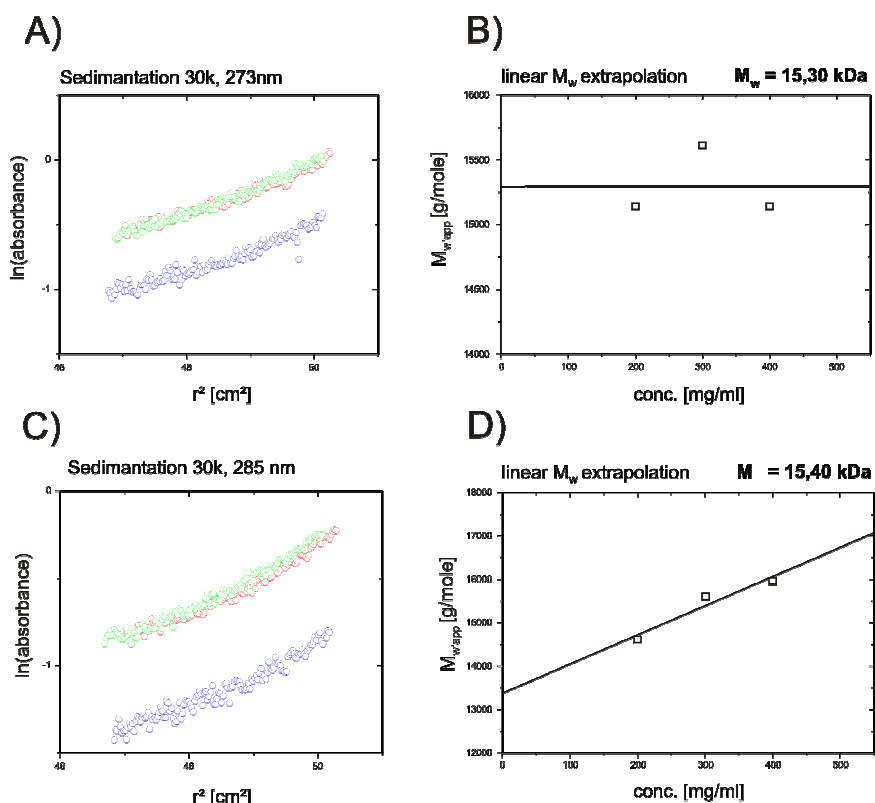 A)
Sedimantation 30k, 273nm
ln(absorbance)
0
-1
46
48
50
r² [cm²]
B)
linear Mw extrapolation
Mw = 15,30 kDa
Mw'app [g/mole]
16000
15500
15000
14500
14000
0
100
200
300
400
500
conc. [mg/ml]
C)
Sedimantation 30k, 285 nm
ln(absorbance)
0
-1
46
48
50
r² [cm²]
D)
linear Mw extrapolation
M = 15,40 kDa
Mw'app [g/mole]
18000
17000
16000
15000
14000
13000
12000
0
100
200
300
400
500
conc. [mg/ml]